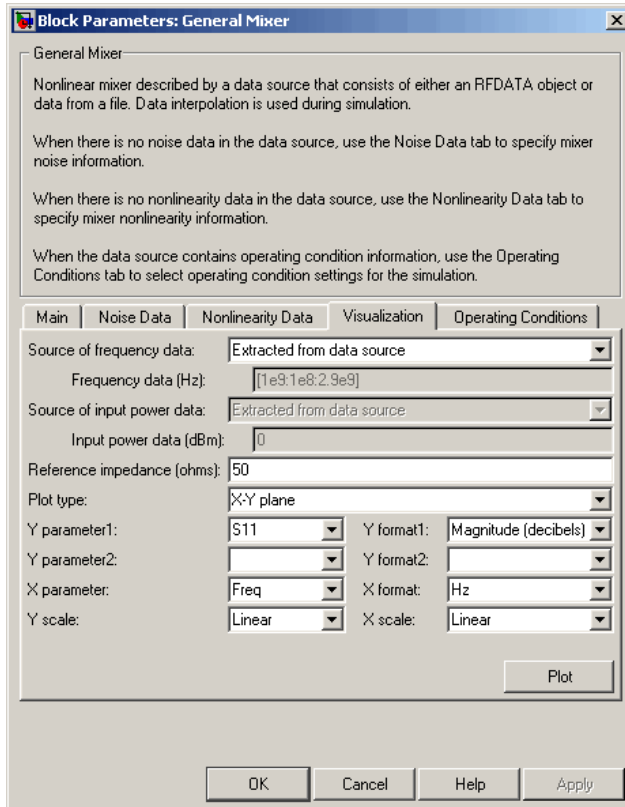 Block Parameters: General Mixer
General Mixer
Nonlinear mixer described by a data source that consists of either an RFDATA object or
data from a file. Data interpolation is used during simulation.
When there is no noise data in the data source, use the Noise Data tab to specify mixer
noise information.
When there is no nonlinearity data in the data source, use the Nonlinearity Data tab to
specify mixer nonlinearity information.
When the data source contains operating condition information, use the Operating
Conditions tab to select operating condition settings for the simulation.
Main Noise Data Nonlinearity Data Visualization Operating Conditions
Source of frequency data: Extracted from data source
Frequency data (Hz): [1e9:1e8:2.9e9]
Source of input power data: Extracted from data source
Input power data (dBm): 0
Reference impedance (ohms): 50
Plot type: X-Y plane
Y parameter1: S11 Y format1: Magnitude (decibels)
Y parameter2: Y format2:
X parameter: Freq X format: Hz
Y scale: Linear X scale: Linear
Plot
OK Cancel Help Apply